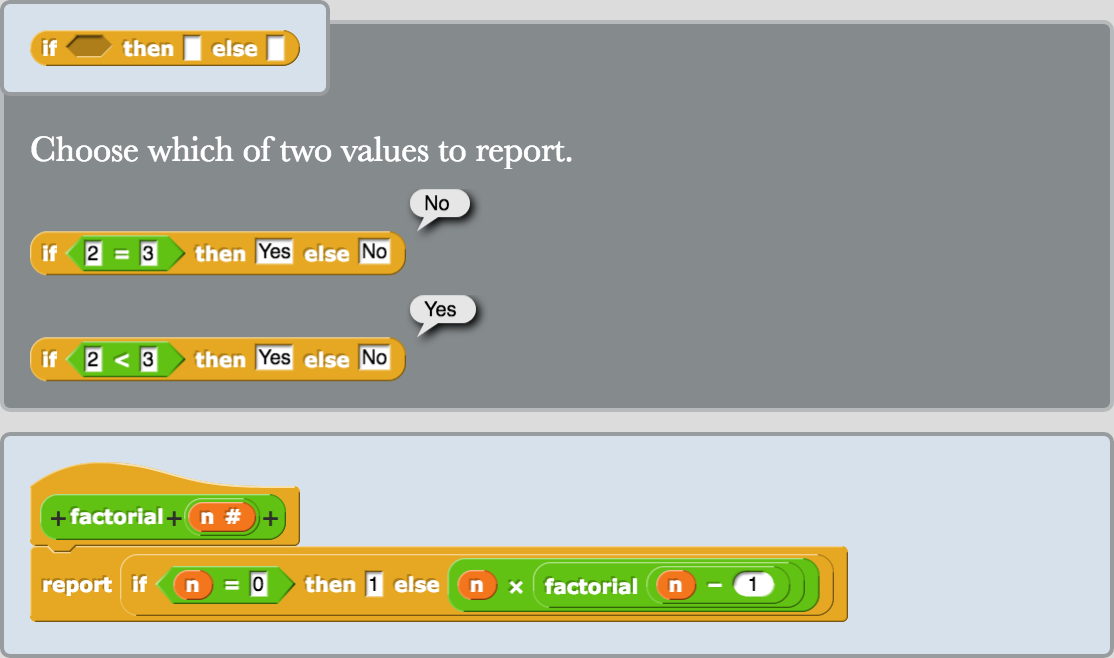 if then else
Choose which of two values to report.
No
if 2 = 3 then Yes else No
Yes
if 2 < 3 then Yes else No
+ factorial + n # +
report if n = 0 then 1 else n × factorial n − 1